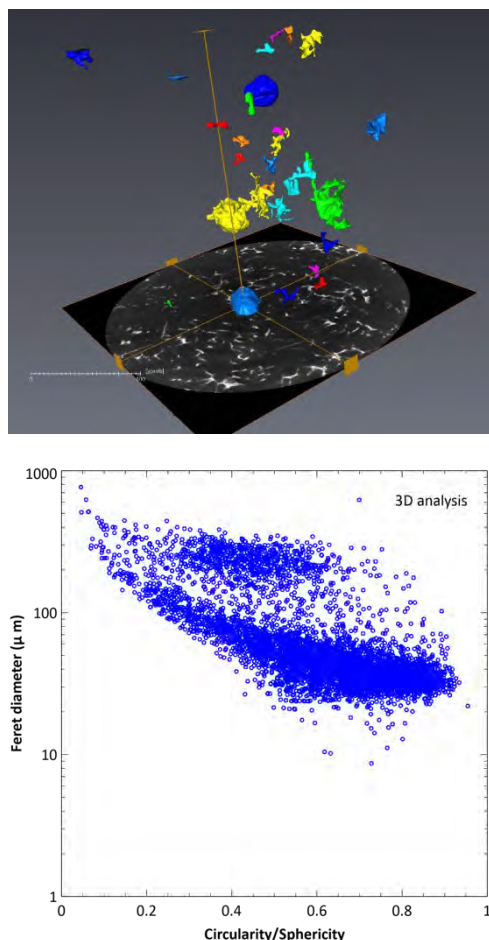 1000
3D analysis
100
10
1
Feret diameter (µ m)
0 0.2 0.4 0.6 0.8 1
Circularity/Sphericity